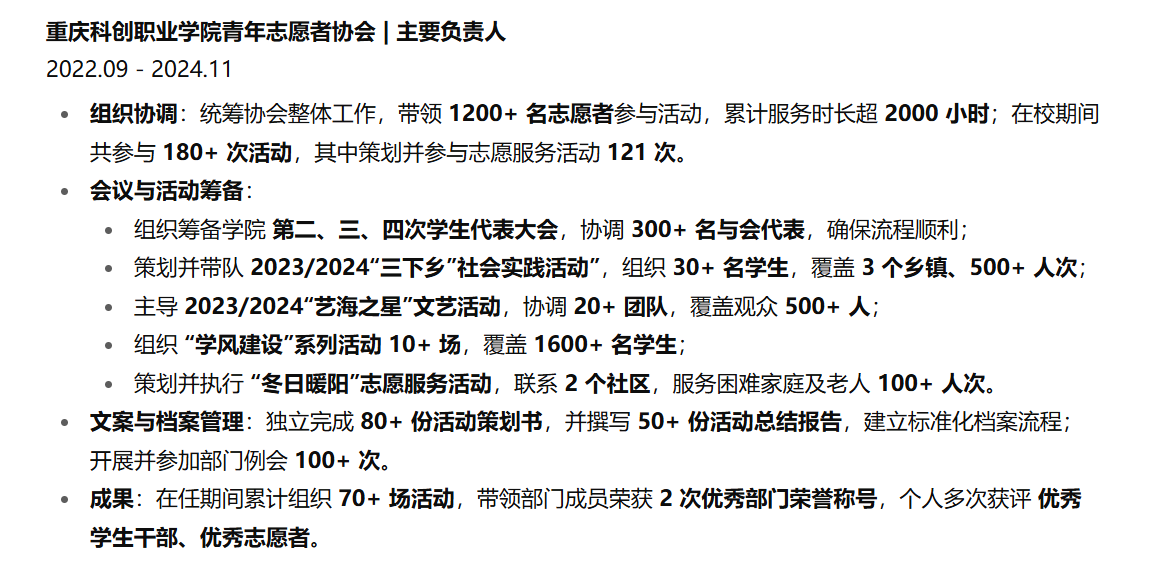 重庆科创职业学院青年志愿者协会 | 主要负责人
2022.09 - 2024.11
• 组织协调：统筹协会整体工作，带领 1200+ 名志愿者参与活动，累计服务时长超 2000 小时；在校期间
共参与 180+ 次活动，其中策划并参与志愿服务活动 121 次。
• 会议与活动筹备：
• 组织筹备学院 第二、三、四次学生代表大会，协调 300+ 名与会代表，确保流程顺利；
• 策划并带队 2023/2024“三下乡”社会实践活动”，组织 30+ 名学生，覆盖 3 个乡镇、500+ 人次；
• 主导 2023/2024“艺海之星”文艺活动，协调 20+ 团队，覆盖观众 500+ 人；
• 组织 “学风建设”系列活动 10+ 场，覆盖 1600+ 名学生；
• 策划并执行 “冬日暖阳”志愿服务活动，联系 2 个社区，服务困难家庭及老人 100+ 人次。
• 文案与档案管理：独立完成 80+ 份活动策划书，并撰写 50+ 份活动总结报告，建立标准化档案流程；
开展并参加部门例会 100+ 次。
• 成果：在任期间累计组织 70+ 场活动，带领部门成员荣获 2 次优秀部门荣誉称号，个人多次获评 优秀
学生干部、优秀志愿者。